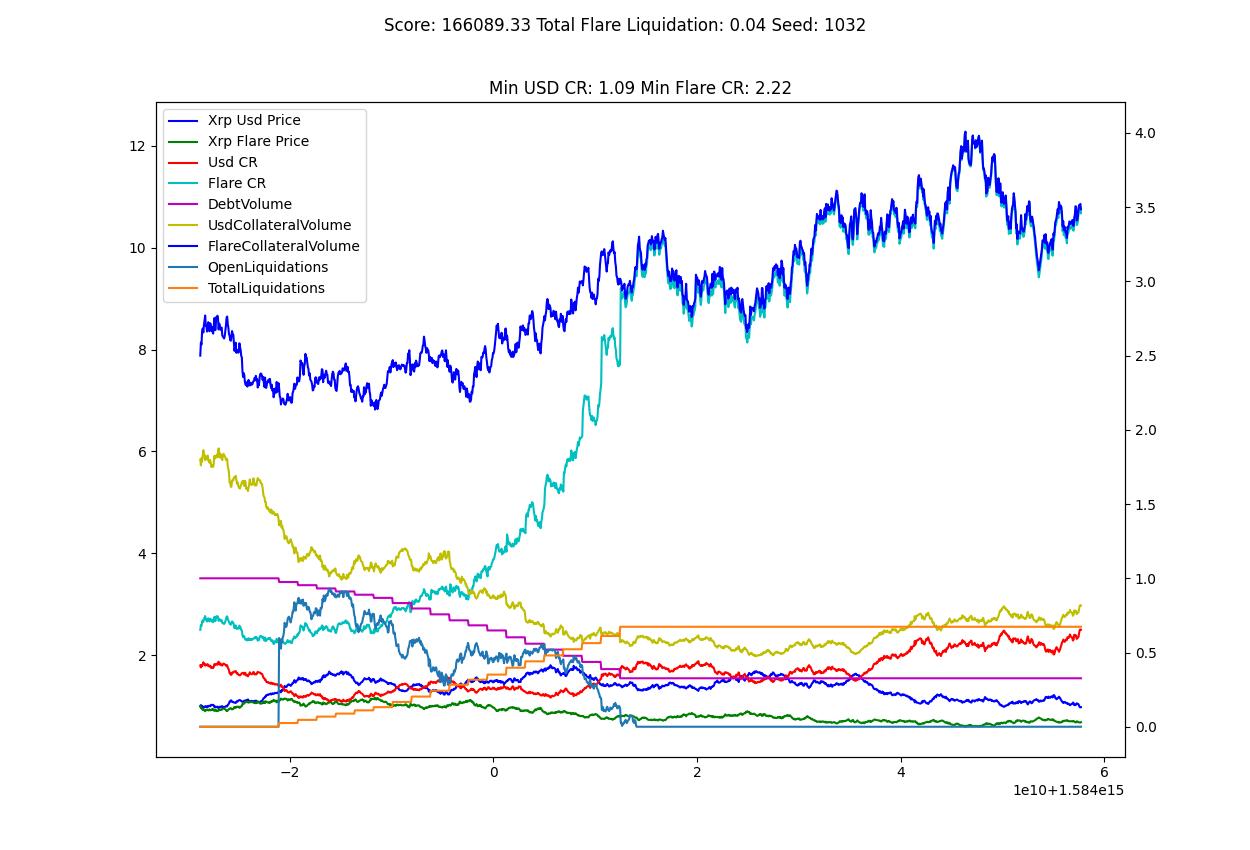 Score: 166089.33 Total Flare Liquidation: 0.04 Seed: 1032
Min USD CR: 1.09 Min Flare CR: 2.22
Xrp Usd Price
Xrp Flare Price
Usd CR
Flare CR
DebtVolume
UsdCollateralVolume
FlareCollateralVolume
OpenLiquidations
TotalLiquidations
12
10
8
6
4
2
4.0
3.5
3.0
2.5
2.0
1.5
1.0
0.5
0.0
−2 0 2 4 6
1e10+1.584e15